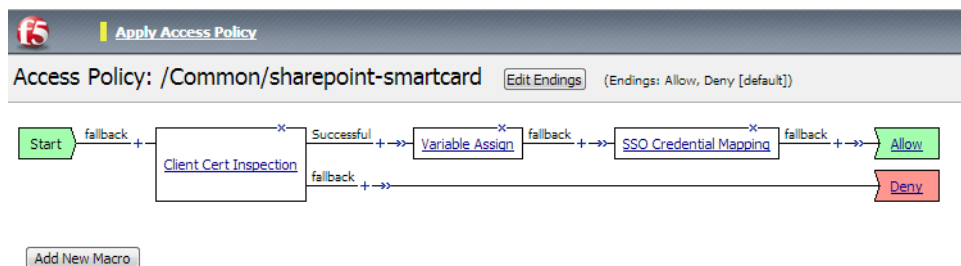 f5 Apply Access Policy
Access Policy: /Common/sharepoint-smartcard Edit Endings (Endings: Allow, Deny [default])
Start fallback + Client Cert Inspection x Successful + Variable Assign x fallback + SSO Credential Mapping x fallback + Allow
fallback + Deny
Add New Macro